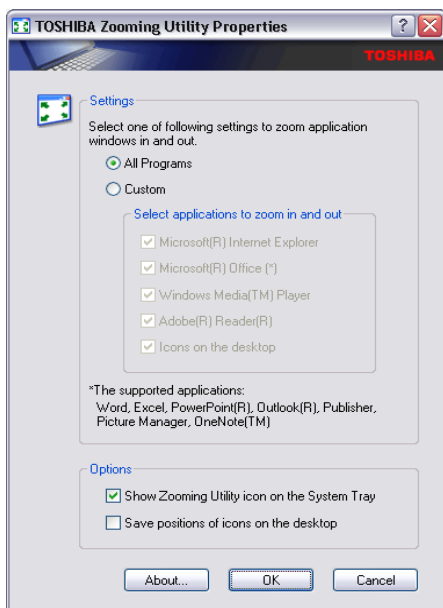 TOSHIBA Zooming Utility Properties
TOSHIBA
Settings
Select one of following settings to zoom application
windows in and out.
All Programs
Custom
Select applications to zoom in and out
Microsoft(R) Internet Explorer
Microsoft(R) Office (*)
Windows Media(TM) Player
Adobe(R) Reader(R)
Icons on the desktop
*The supported applications:
Word, Excel, PowerPoint(R), Outlook(R), Publisher,
Picture Manager, OneNote(TM)
Options
Show Zooming Utility icon on the System Tray
Save positions of icons on the desktop
About... OK Cancel